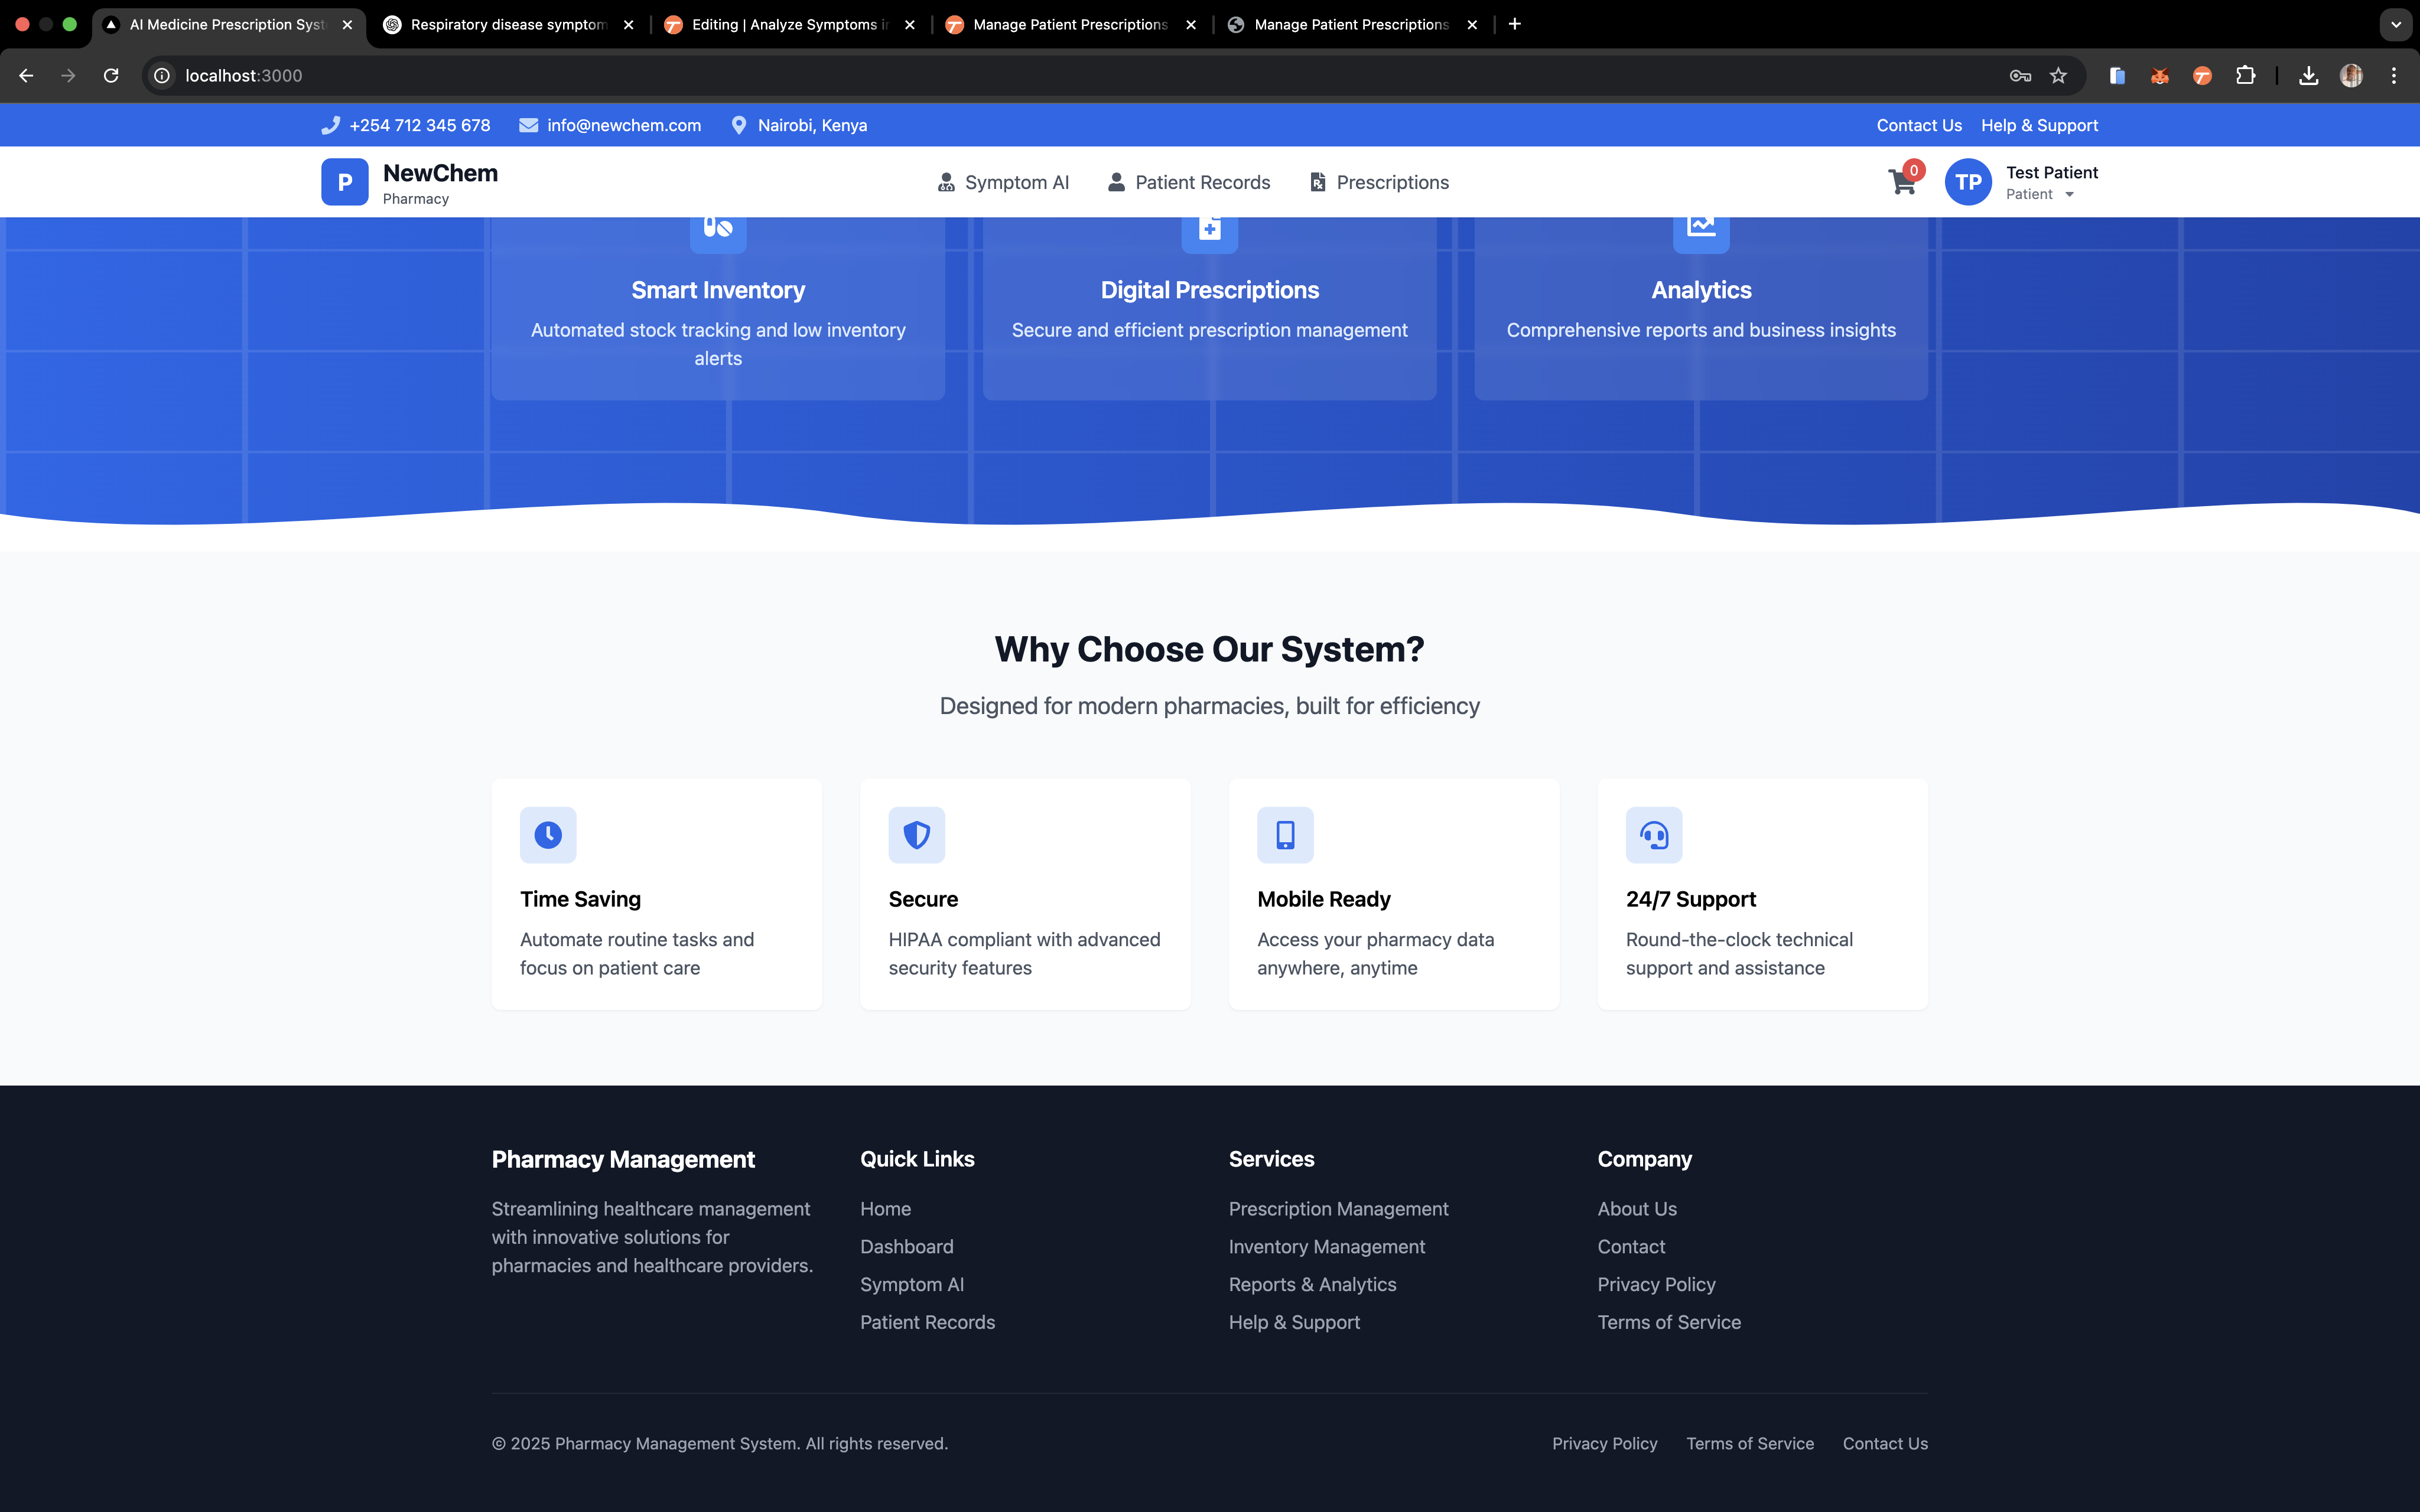 AI Medicine Prescription Syst
Respiratory disease symptom
Editing | Analyze Symptoms i
Manage Patient Prescriptions
Manage Patient Prescriptions
localhost:3000
+254 712 345 678
info@newchem.com
Nairobi, Kenya
Contact Us
Help & Support
P
NewChem
Pharmacy
Symptom AI
Patient Records
Prescriptions
0
TP
Test Patient
Patient
Smart Inventory
Automated stock tracking and low inventory
alerts
Digital Prescriptions
Secure and efficient prescription management
Analytics
Comprehensive reports and business insights
Why Choose Our System?
Designed for modern pharmacies, built for efficiency
Time Saving
Automate routine tasks and
focus on patient care
Secure
HIPAA compliant with advanced
security features
Mobile Ready
Access your pharmacy data
anywhere, anytime
24/7 Support
Round-the-clock technical
support and assistance
Pharmacy Management
Streamlining healthcare management
with innovative solutions for
pharmacies and healthcare providers.
Quick Links
Home
Dashboard
Symptom AI
Patient Records
Services
Prescription Management
Inventory Management
Reports & Analytics
Help & Support
Company
About Us
Contact
Privacy Policy
Terms of Service
© 2025 Pharmacy Management System. All rights reserved.
Privacy Policy
Terms of Service
Contact Us